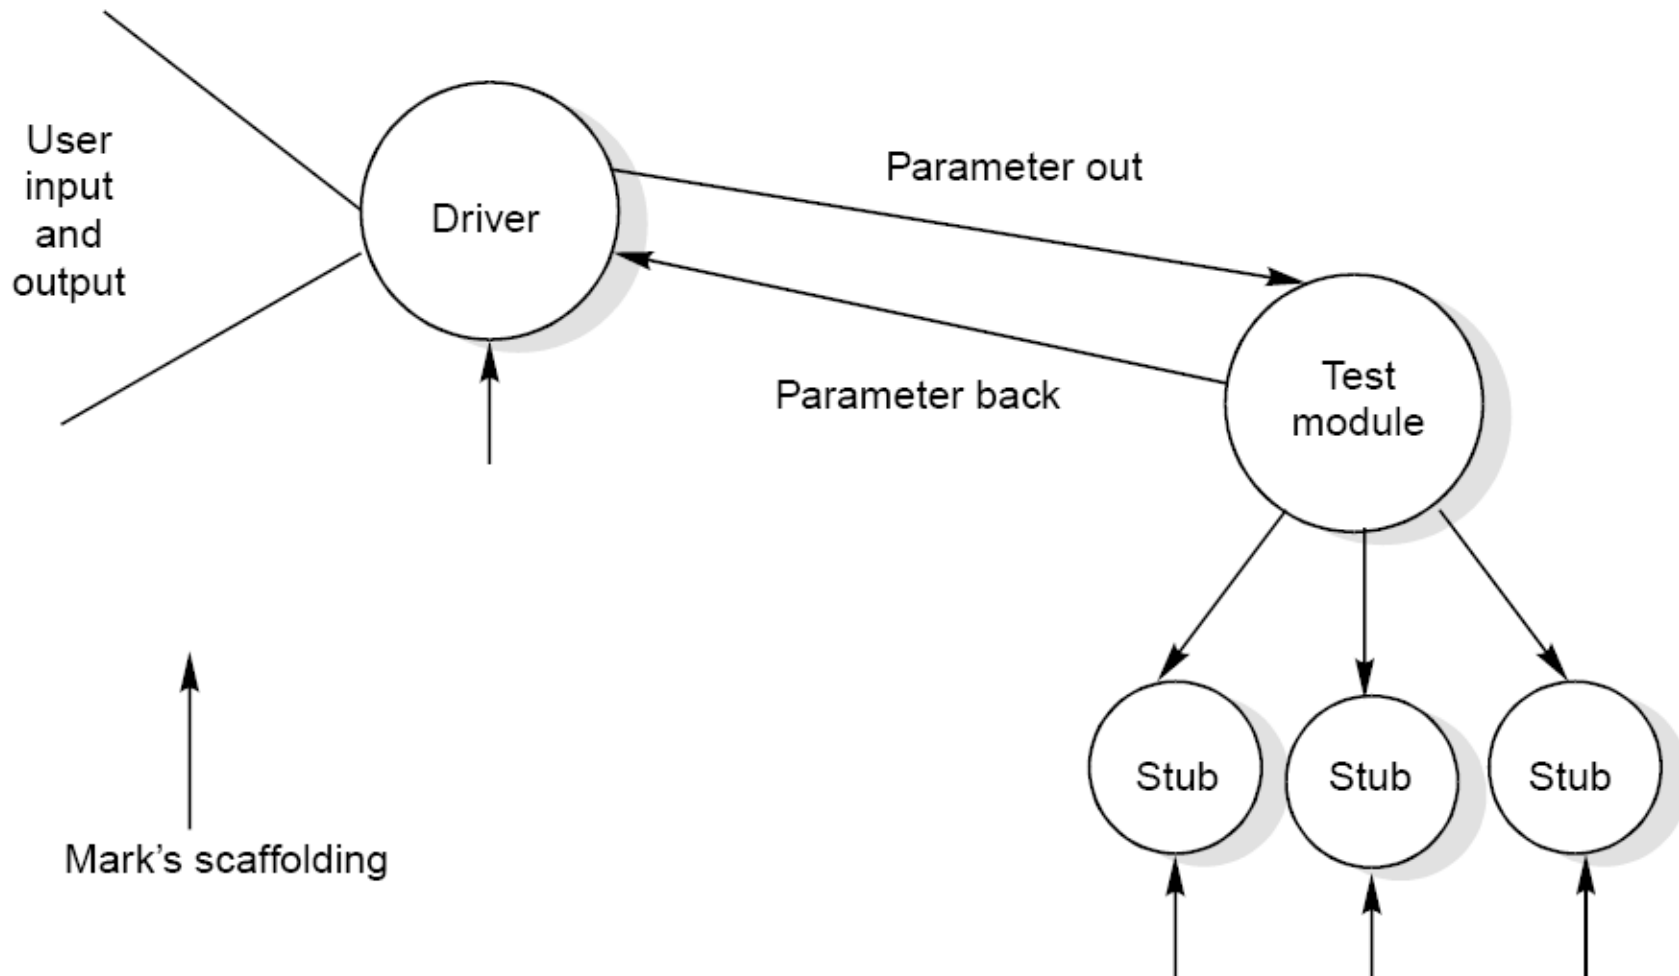 User
input
and
output
Driver
Parameter out
Parameter back
Test
module
Stub
Stub
Stub
Mark’s scaffolding